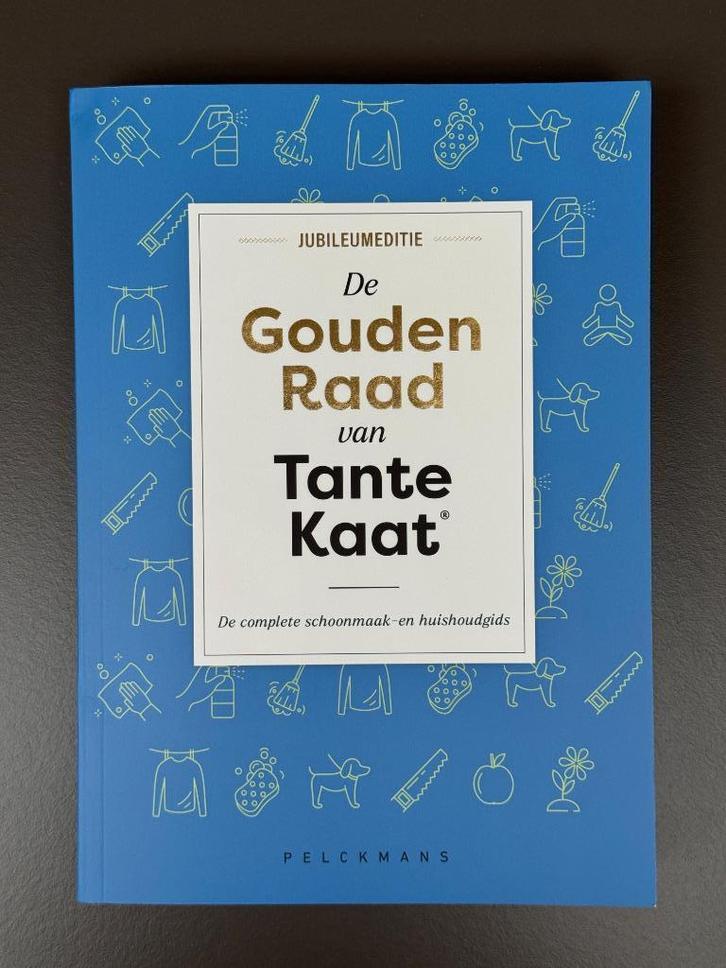 JUBILEUMEDITIE
De
Gouden
Raad
van
Tante
Kaat®
De complete schoonmaak-en huishoudgids
PELCKMANS